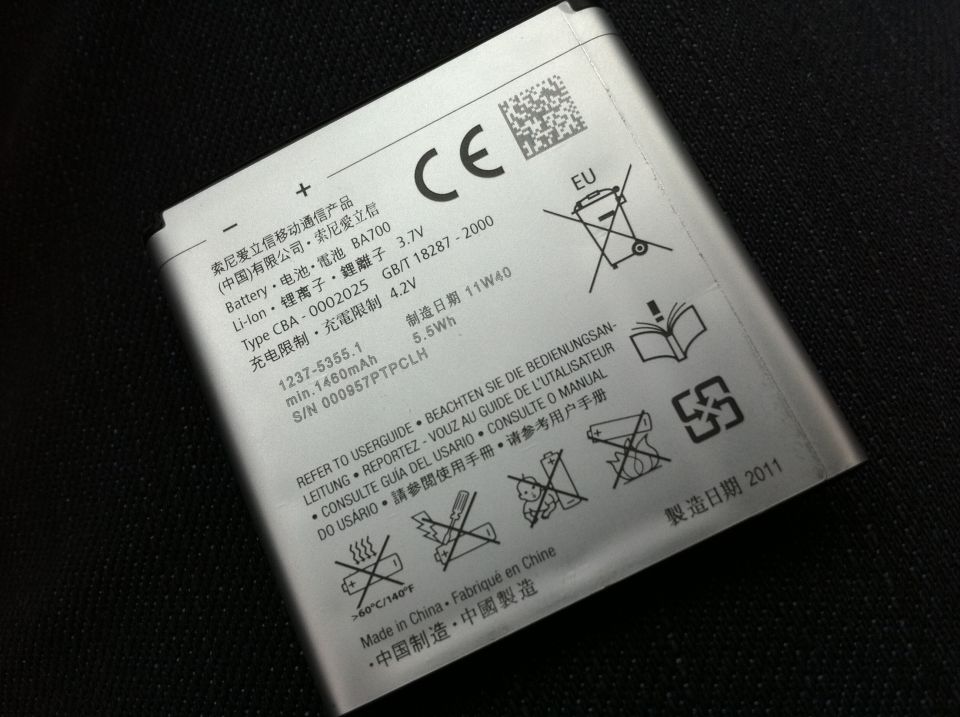 +
−
索尼爱立信移动通信产品
(中国)有限公司·索尼爱立信
Battery·电池·電池 BA700
Li-Ion·锂离子·鋰離子 3.7V
Type CBA - 0002025 GB/T 18287 - 2000
充电限制·充電限制 4.2V
制造日期 11W40
1237-5355.1
min.1460mAh 5.5Wh
S/N 000957PTPCLH
CE
EU
REFER TO USERGUIDE • BEACHTEN SIE DIE BEDIENUNGSAN-
LEITUNG • REPORTEZ - VOUZ AU GUIDE DE L'UTILISATEUR
• CONSULTE GUÍA DEL USARIO • CONSULTE O MANUAL
DO USÁRIO • 請參閱使用手冊 • 请参考用户手册
>60°C/140°F
製造日期 2011
Made in China • Fabriqué en Chine
·中国制造·中國製造